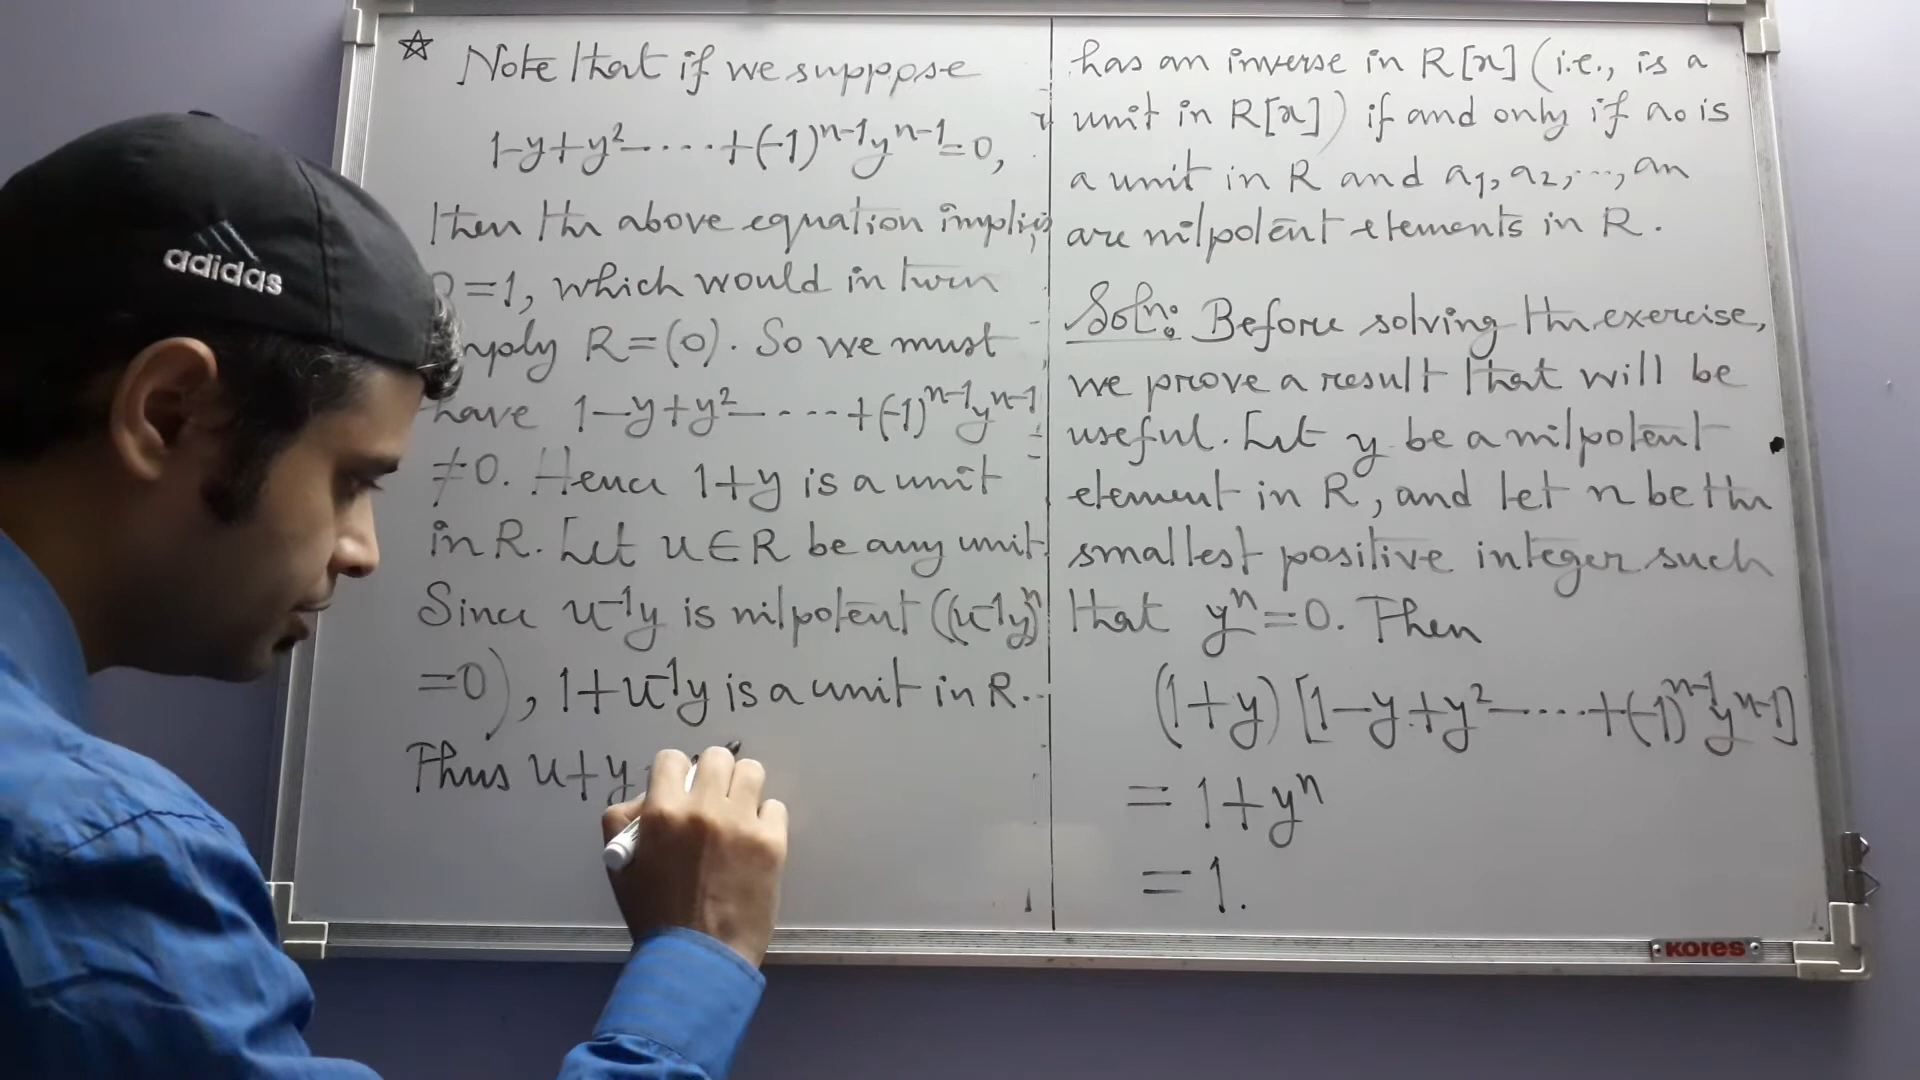 ☆ Note that if we suppose
1-y+y²-....+(-1)ⁿ⁻¹yⁿ⁻¹=0,
then the above equation implies
=1, which would in turn
imply R=(0). So we must
have 1-y+y²-....+(-1)ⁿ⁻¹yⁿ⁻¹
≠0. Hence 1+y is a unit
in R. Let u∈R be any unit.
Since u⁻¹y is nilpotent ((u⁻¹y)ⁿ
=0), 1+u⁻¹y is a unit in R.
Thus u+y
has an inverse in R[x] (i.e., is a
unit in R[x]) if and only if a₀ is
a unit in R and a₁, a₂, ..., aₙ
are nilpotent elements in R.
Soln: Before solving the exercise,
we prove a result that will be
useful. Let y be a nilpotent
element in R, and let n be the
smallest positive integer such
that yⁿ=0. Then
(1+y) [1-y+y²-....+(-1)ⁿ⁻¹yⁿ⁻¹]
= 1+yⁿ
= 1.
adidas
KORES